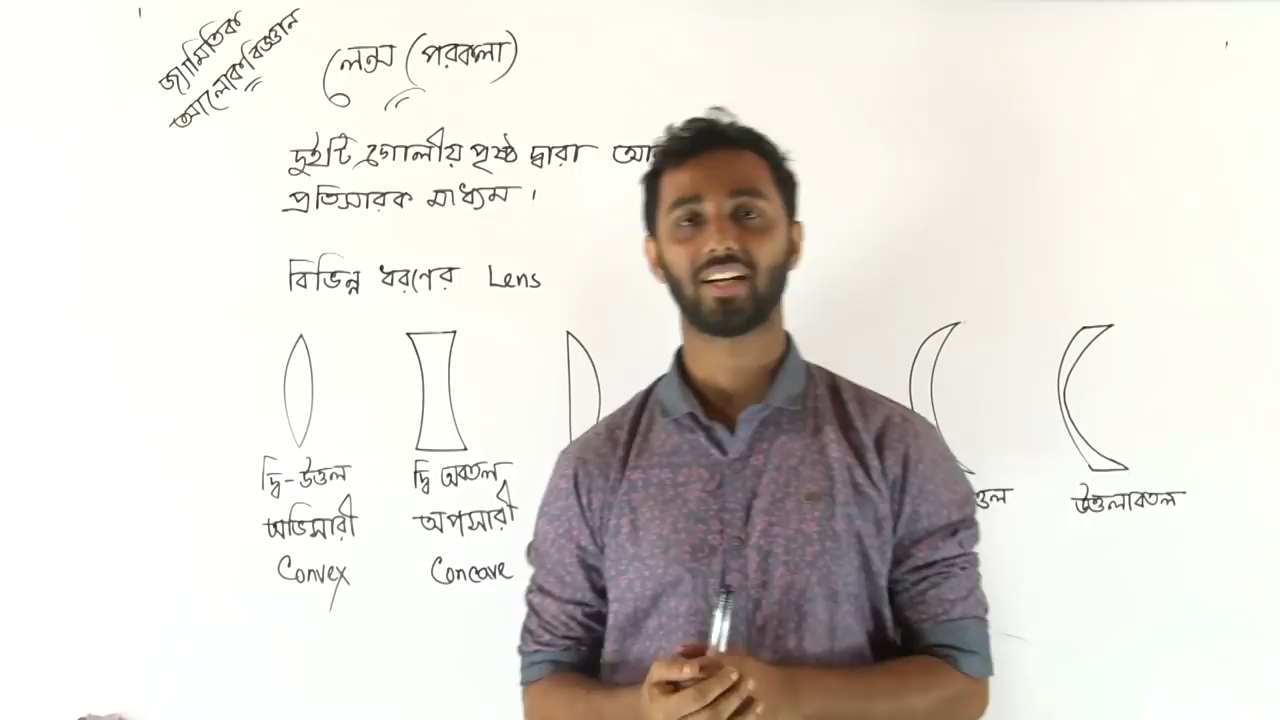 জ্যামিতিক
আলোকবিজ্ঞান
লেন্স (পরকলা)
দুইটি গোলীয় পৃষ্ঠ দ্বারা
প্রতিসারক মাধ্যম ।
বিভিন্ন ধরণের Lens
দ্বি-উত্তল দ্বি অবতল
উত্তলাবতল
অভিসারী অপসারী
Convex Concave